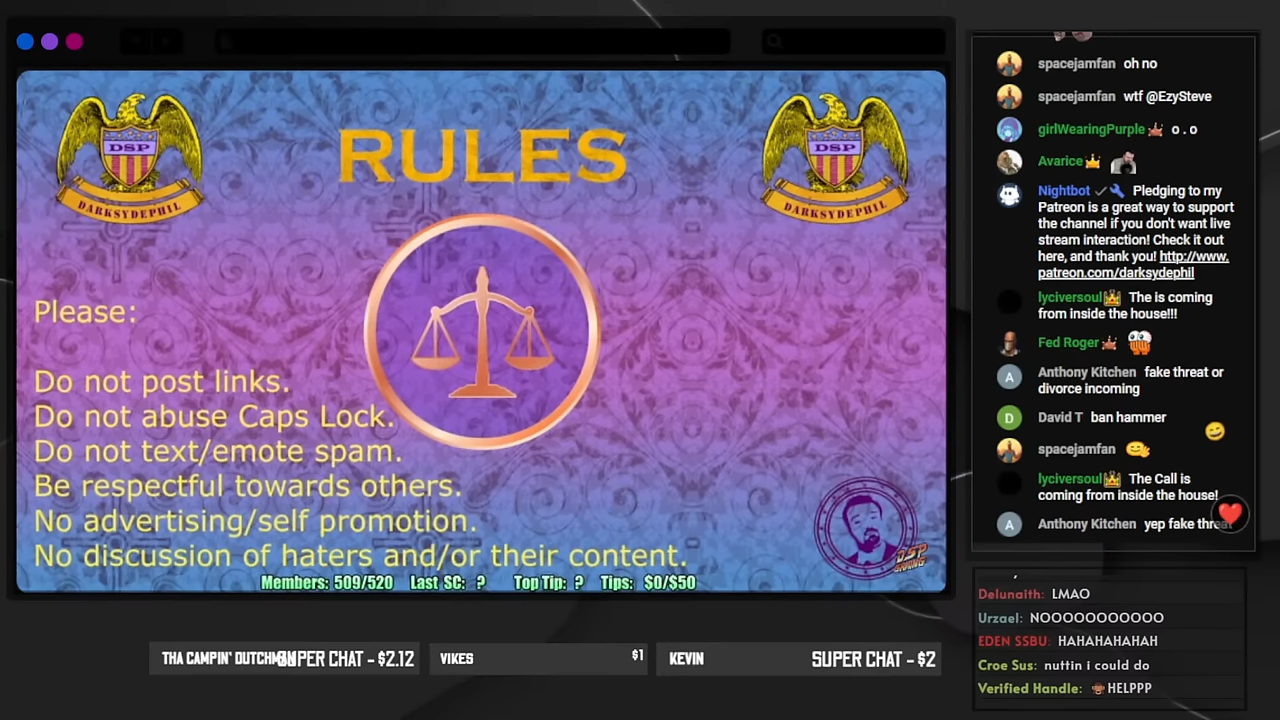 DSP
DARKSYDEPHIL
RULES
DSP
DARKSYDEPHIL
Please:
Do not post links.
Do not abuse Caps Lock.
Do not text/emote spam.
Be respectful towards others.
No advertising/self promotion.
No discussion of haters and/or their content.
DSP
GAMING
Members: 509/520 Last SC: ? Top Tip: ? Tips: $0/$50
THA CAMPIN' DUTCHMAN SUPER CHAT - $2.12
VIKES $1
KEVIN SUPER CHAT - $2
spacejamfan oh no
spacejamfan wtf @EzySteve
girlWearingPurple o.o
Avarice
Nightbot Pledging to my
Patreon is a great way to support
the channel if you don't want live
stream interaction! Check it out
here, and thank you! http://www.
patreon.com/darksydephil
lyciversoul The is coming
from inside the house!!!
Fed Roger
A Anthony Kitchen fake threat or
divorce incoming
D David T ban hammer
spacejamfan
lyciversoul The Call is
coming from inside the house!
A Anthony Kitchen yep fake threat
Delunaith: LMAO
Urzael: NOOOOOOOOOOO
EDEN SSBU: HAHAHAHAHAH
Croe Sus: nuttin i could do
Verified Handle: HELPPP